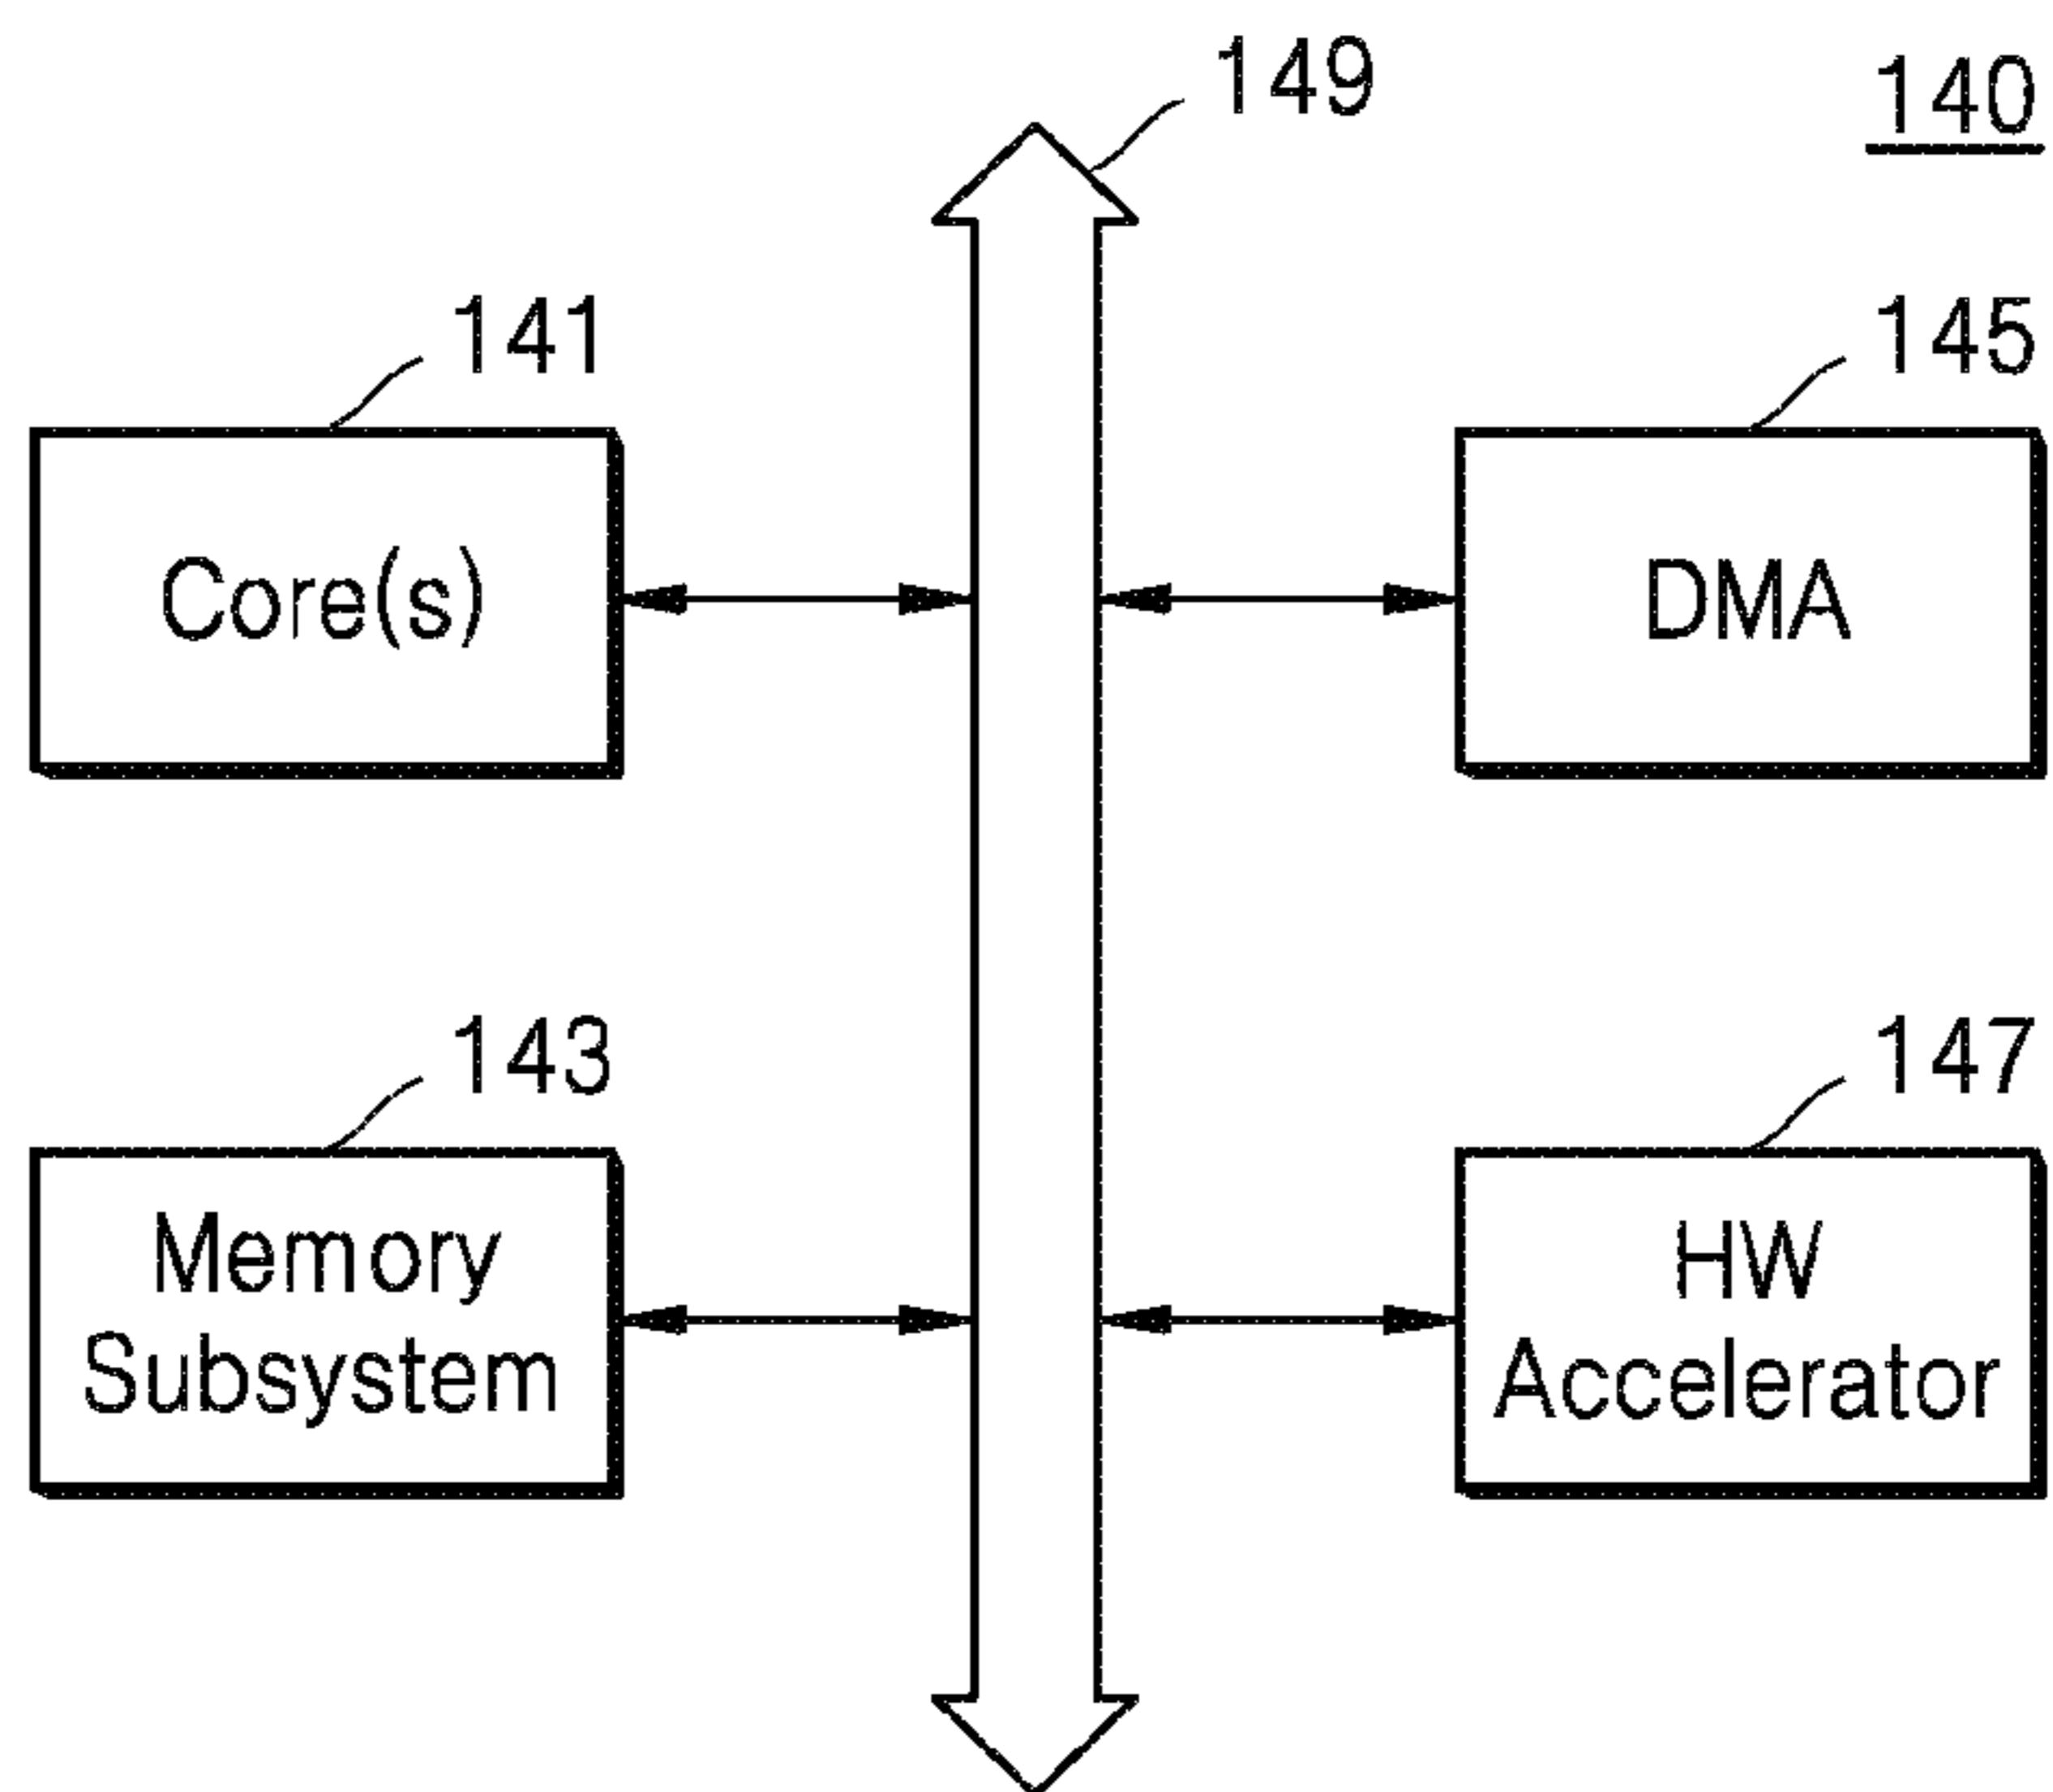 149
140
141
145
Core(s)
DMA
143
147
Memory
Subsystem
HW
Accelerator